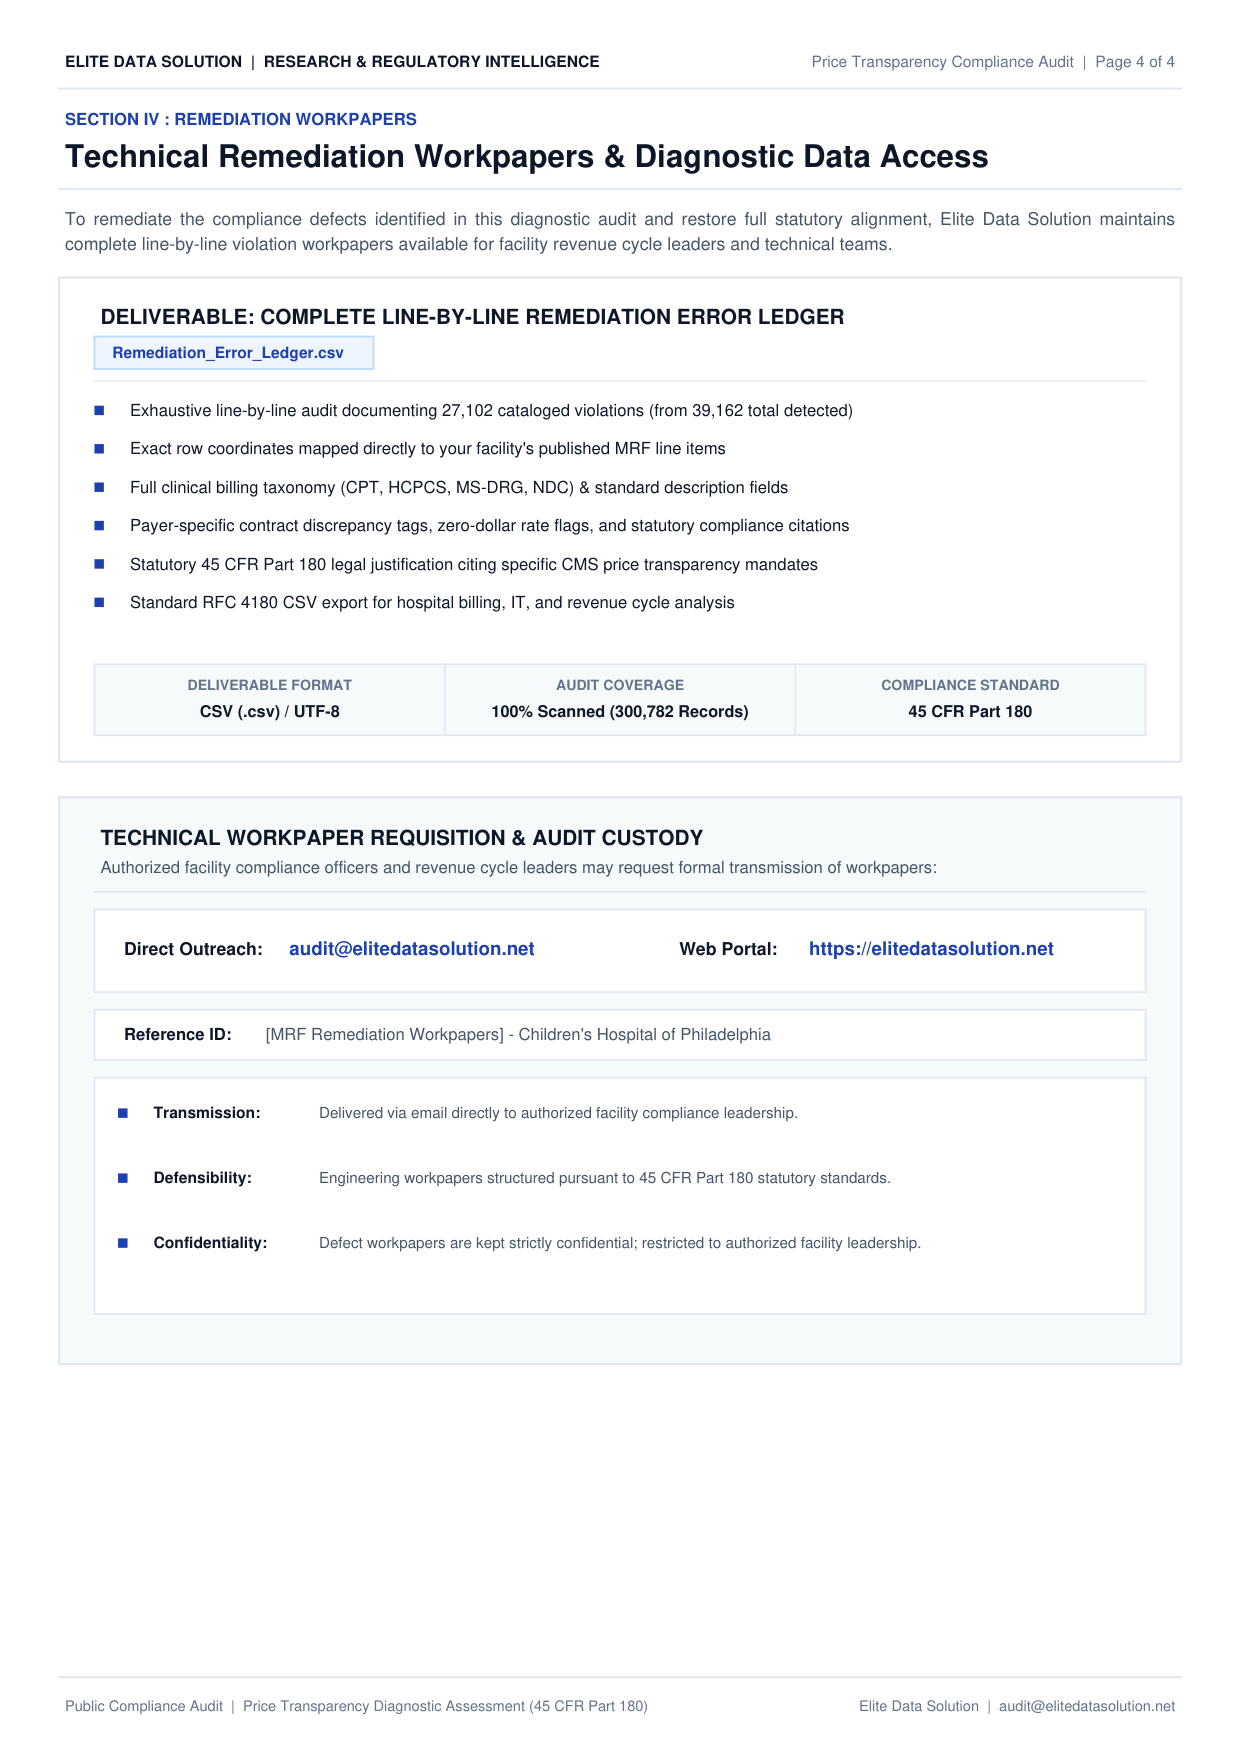 ELITE DATA SOLUTION | RESEARCH & REGULATORY INTELLIGENCE
Price Transparency Compliance Audit | Page 4 of 4
SECTION IV : REMEDIATION WORKPAPERS
Technical Remediation Workpapers & Diagnostic Data Access
To remediate the compliance defects identified in this diagnostic audit and restore full statutory alignment, Elite Data Solution maintains
complete line-by-line violation workpapers available for facility revenue cycle leaders and technical teams.
DELIVERABLE: COMPLETE LINE-BY-LINE REMEDIATION ERROR LEDGER
Remediation_Error_Ledger.csv
■ Exhaustive line-by-line audit documenting 27,102 cataloged violations (from 39,162 total detected)
■ Exact row coordinates mapped directly to your facility's published MRF line items
■ Full clinical billing taxonomy (CPT, HCPCS, MS-DRG, NDC) & standard description fields
■ Payer-specific contract discrepancy tags, zero-dollar rate flags, and statutory compliance citations
■ Statutory 45 CFR Part 180 legal justification citing specific CMS price transparency mandates
■ Standard RFC 4180 CSV export for hospital billing, IT, and revenue cycle analysis
DELIVERABLE FORMAT
CSV (.csv) / UTF-8
AUDIT COVERAGE
100% Scanned (300,782 Records)
COMPLIANCE STANDARD
45 CFR Part 180
TECHNICAL WORKPAPER REQUISITION & AUDIT CUSTODY
Authorized facility compliance officers and revenue cycle leaders may request formal transmission of workpapers:
Direct Outreach: audit@elitedatasolution.net
Web Portal: https://elitedatasolution.net
Reference ID: [MRF Remediation Workpapers] - Children's Hospital of Philadelphia
■ Transmission: Delivered via email directly to authorized facility compliance leadership.
■ Defensibility: Engineering workpapers structured pursuant to 45 CFR Part 180 statutory standards.
■ Confidentiality: Defect workpapers are kept strictly confidential; restricted to authorized facility leadership.
Public Compliance Audit | Price Transparency Diagnostic Assessment (45 CFR Part 180)
Elite Data Solution | audit@elitedatasolution.net